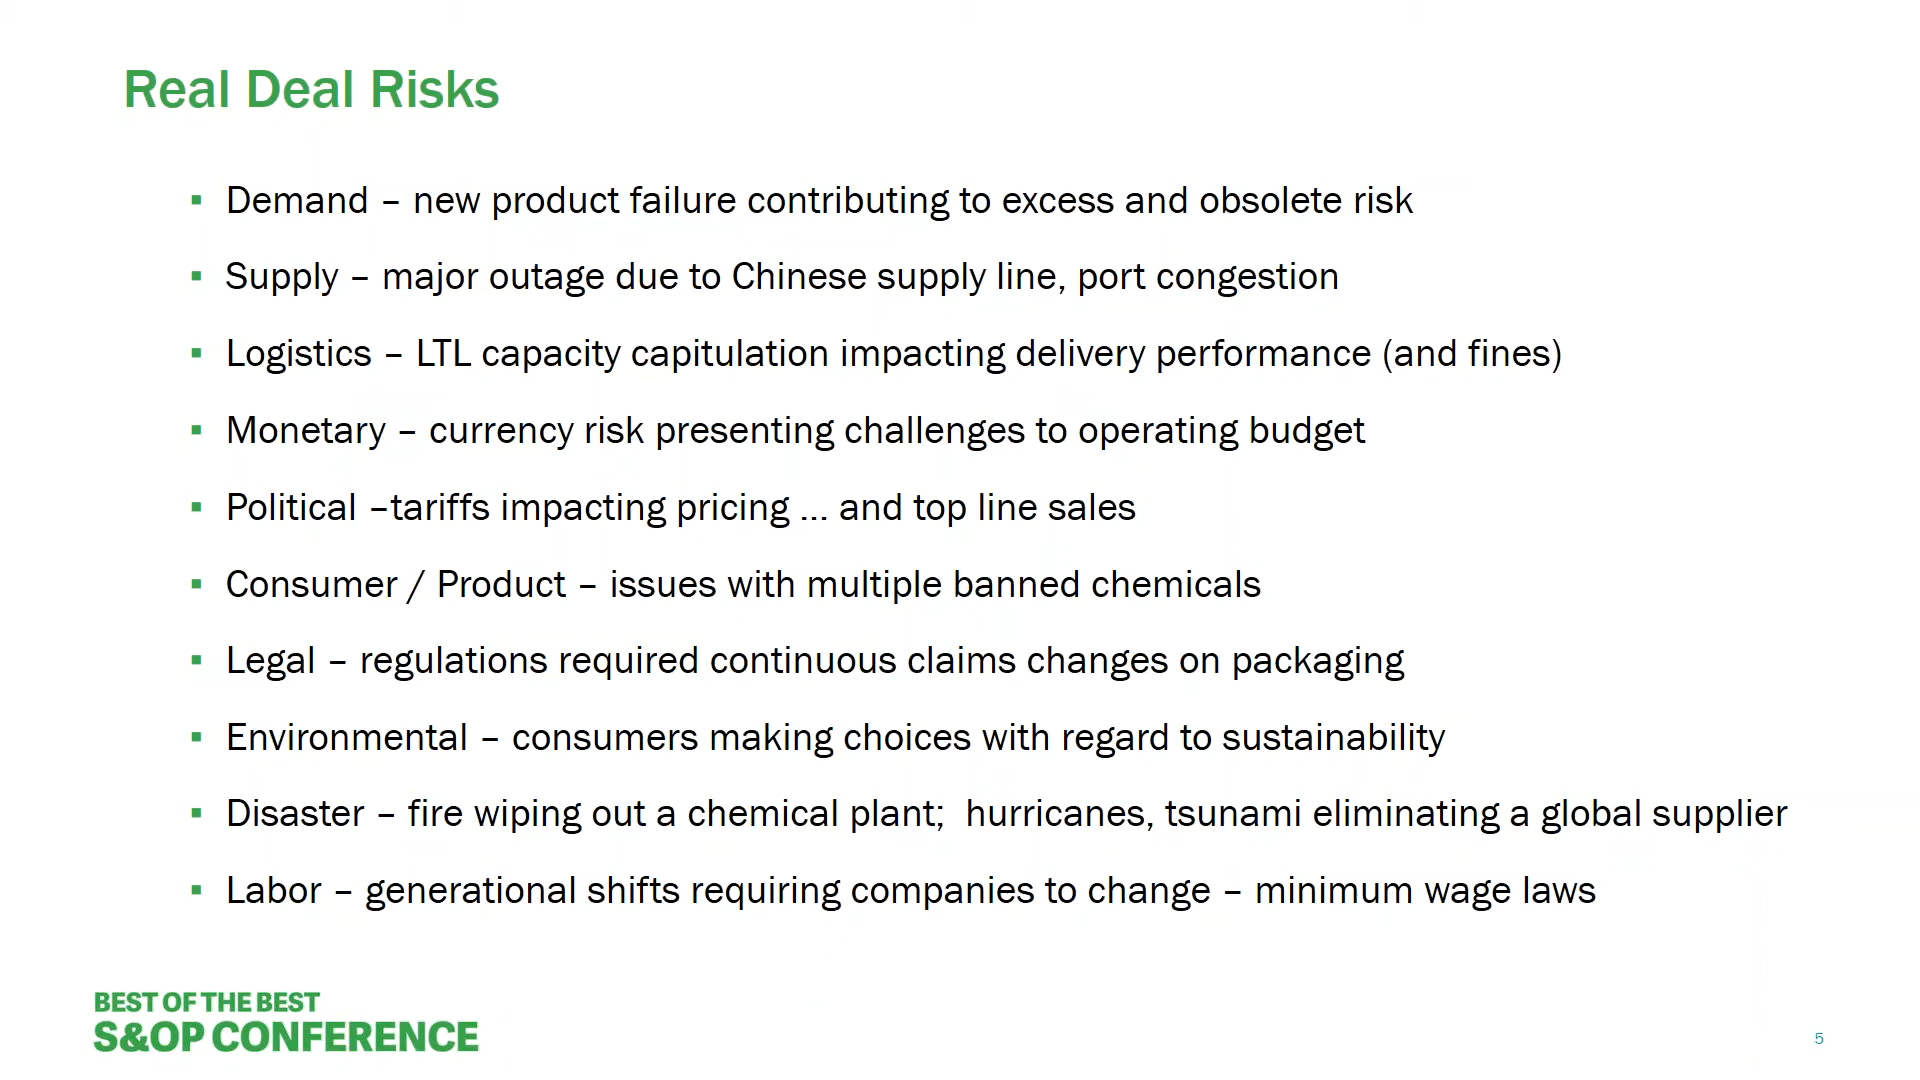 Real Deal Risks
▪ Demand – new product failure contributing to excess and obsolete risk
▪ Supply – major outage due to Chinese supply line, port congestion
▪ Logistics – LTL capacity capitulation impacting delivery performance (and fines)
▪ Monetary – currency risk presenting challenges to operating budget
▪ Political –tariffs impacting pricing ... and top line sales
▪ Consumer / Product – issues with multiple banned chemicals
▪ Legal – regulations required continuous claims changes on packaging
▪ Environmental – consumers making choices with regard to sustainability
▪ Disaster – fire wiping out a chemical plant;  hurricanes, tsunami eliminating a global supplier
▪ Labor – generational shifts requiring companies to change – minimum wage laws
BEST OF THE BEST
S&OP CONFERENCE
5